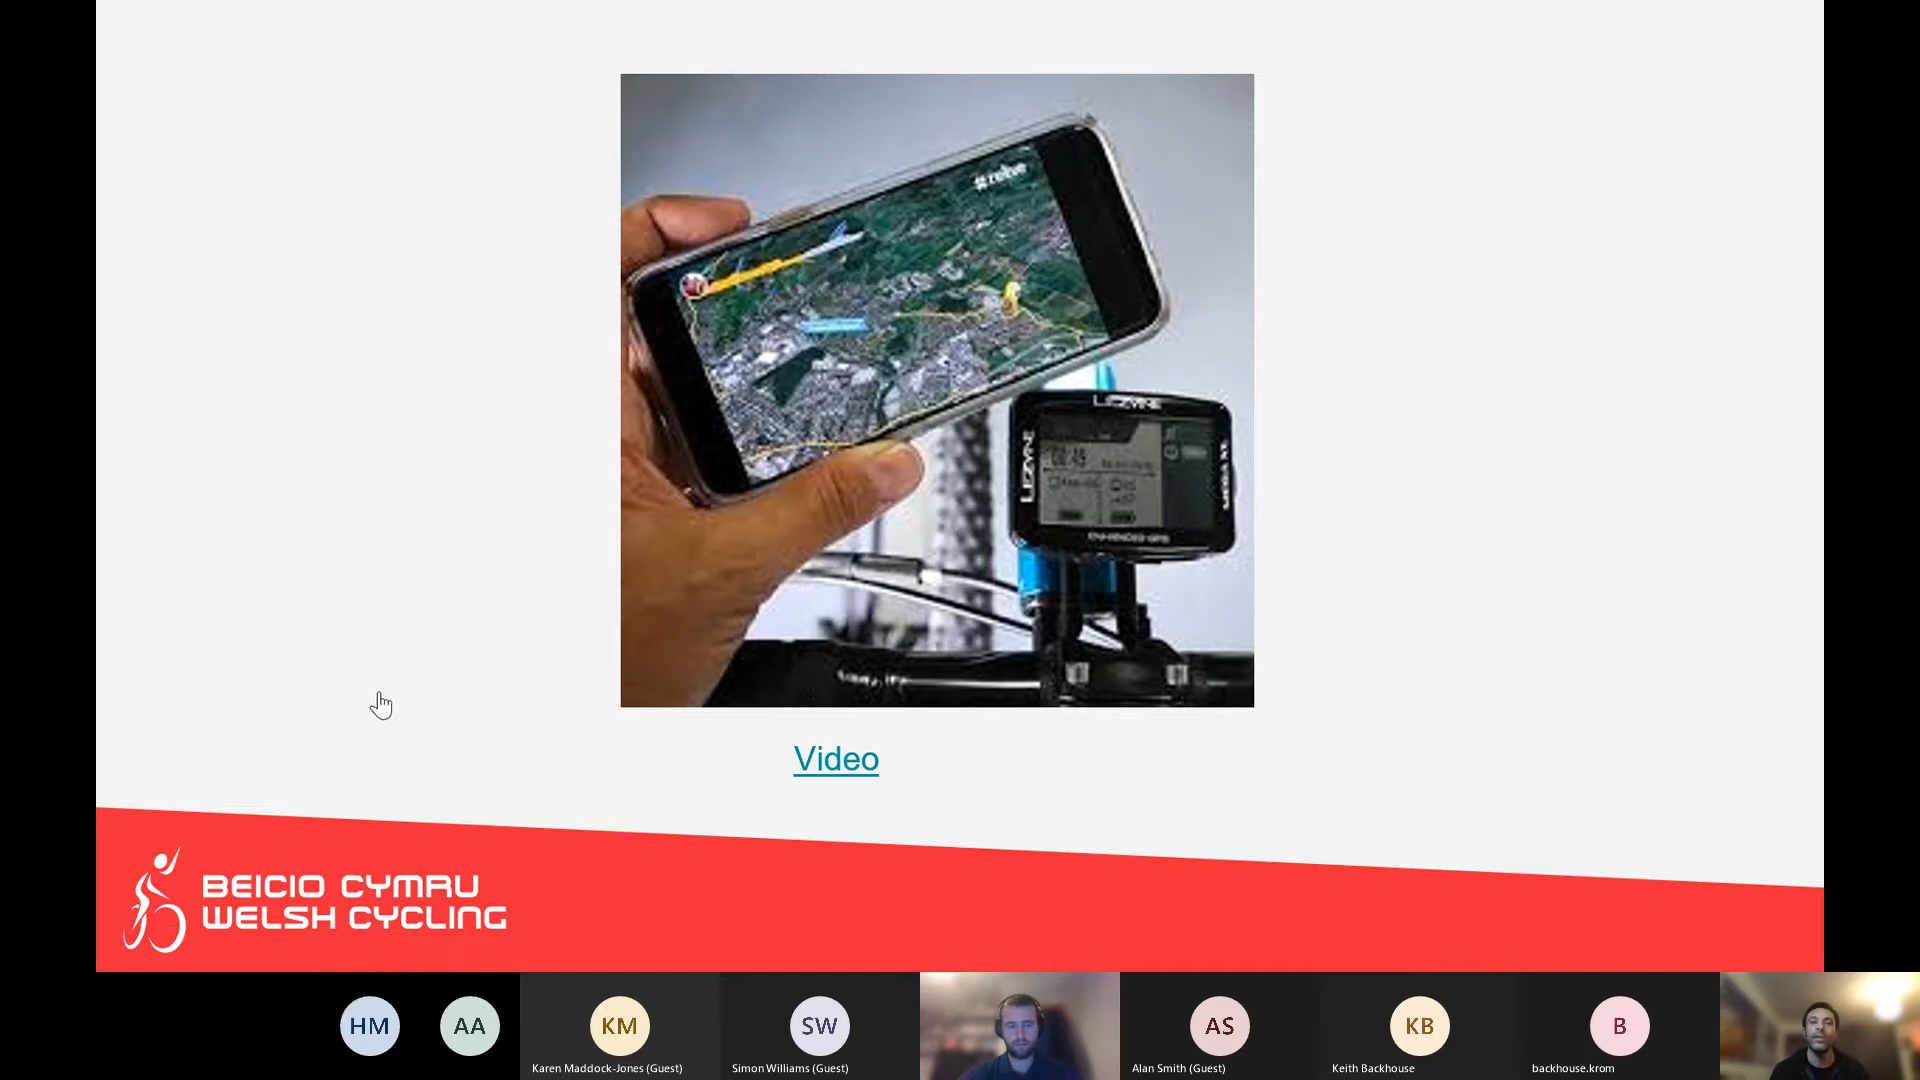 relive
LEZYNE
LEZYNE
Video
BEICIO CYMRU
WELSH CYCLING
HM
AA
KM
SW
AS
KB
B
Karen Maddock-Jones (Guest)
Simon Williams (Guest)
Alan Smith (Guest)
Keith Backhouse
backhouse.krom